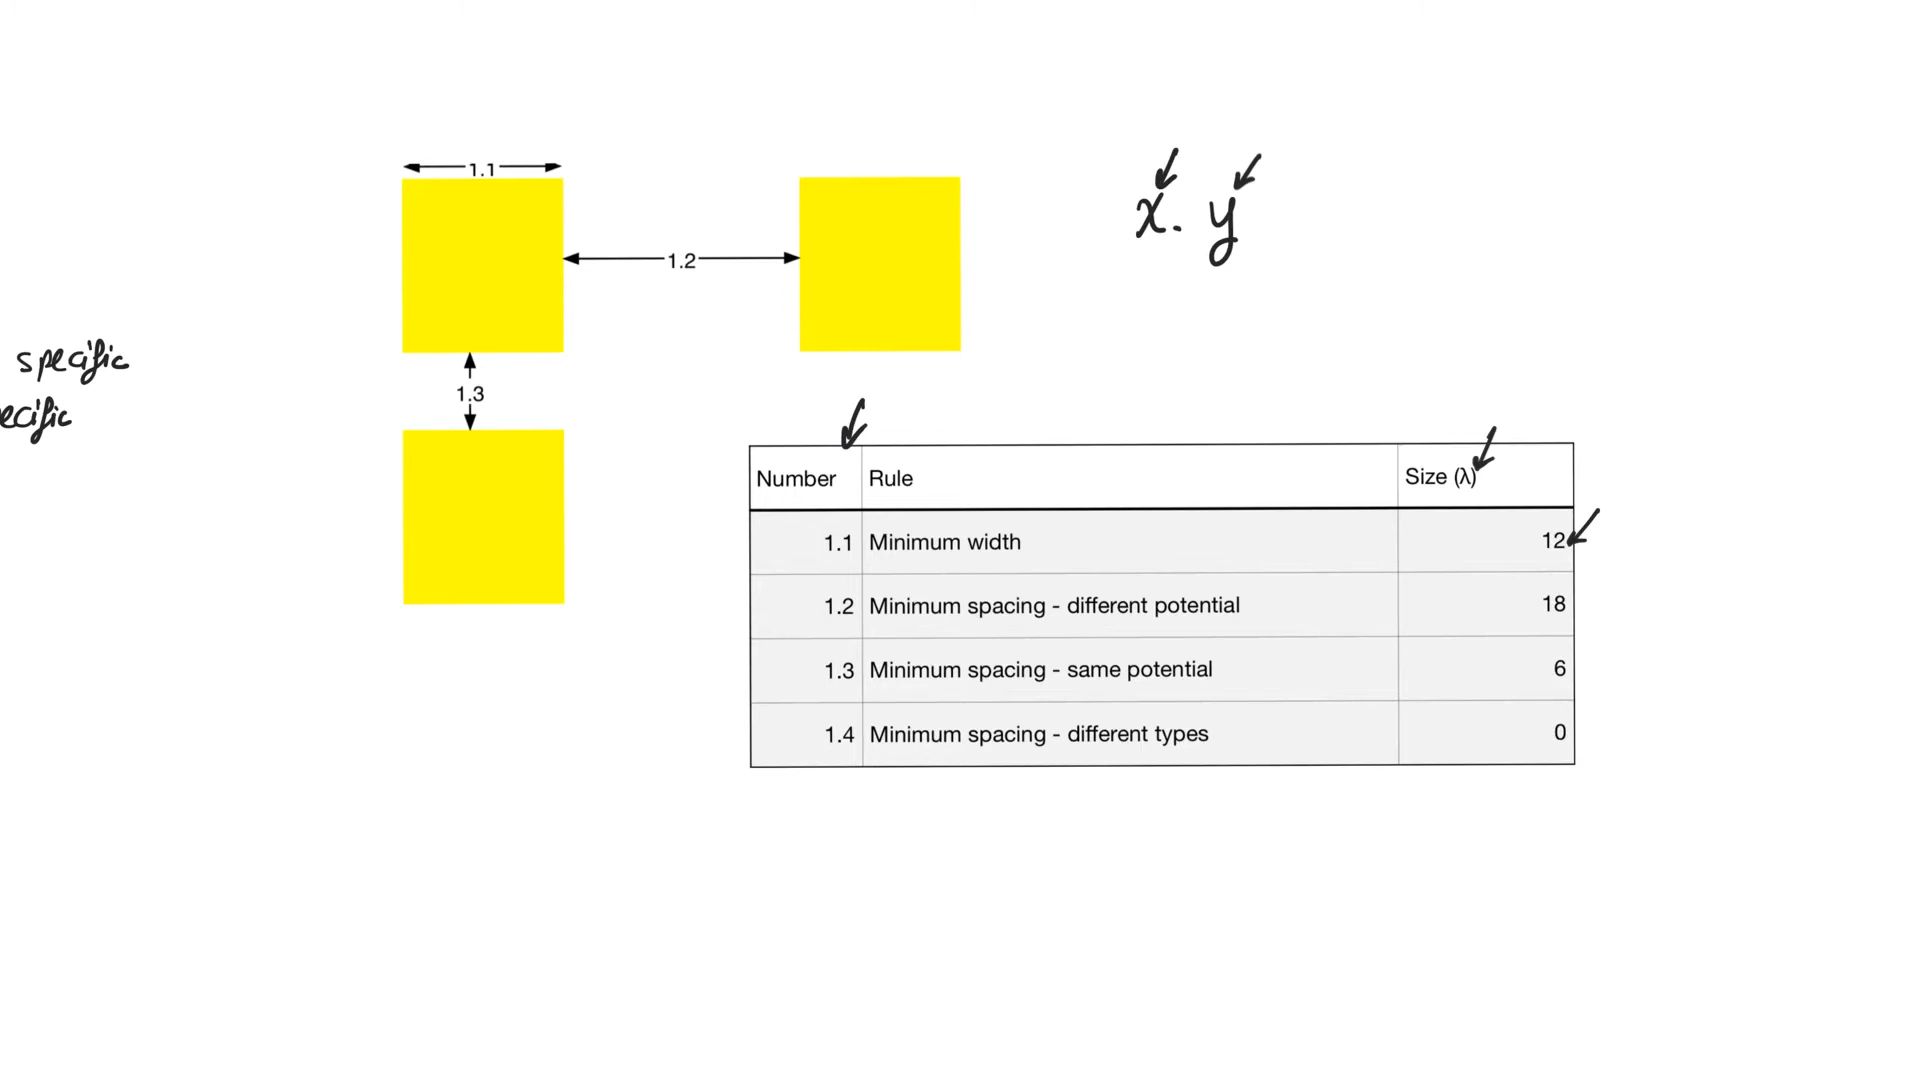 1.1
x. y
1.2
specific
ecific
1.3
Number Rule Size (λ)
1.1 Minimum width 12
1.2 Minimum spacing - different potential 18
1.3 Minimum spacing - same potential 6
1.4 Minimum spacing - different types 0